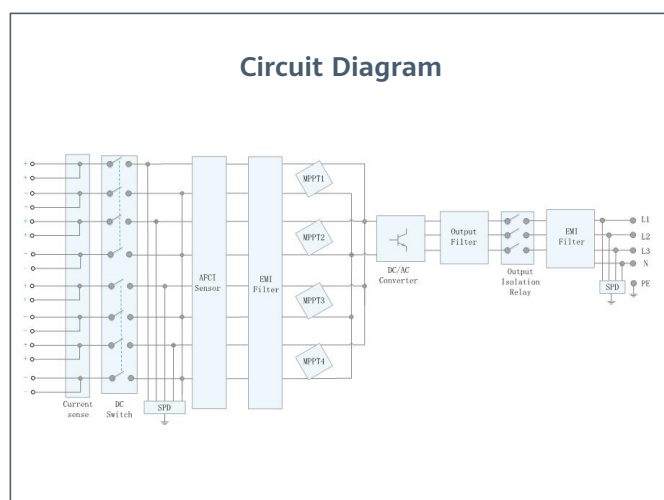 Circuit Diagram
+
+
−
−
+
+
−
−
+
+
−
−
+
+
−
−
Current
sense
DC
Switch
SPD
AFCI
Sensor
EMI
Filter
MPPT1
MPPT2
MPPT3
MPPT4
DC/AC
Converter
Output
Filter
Output
Isolation
Relay
EMI
Filter
SPD
L1
L2
L3
N
PE